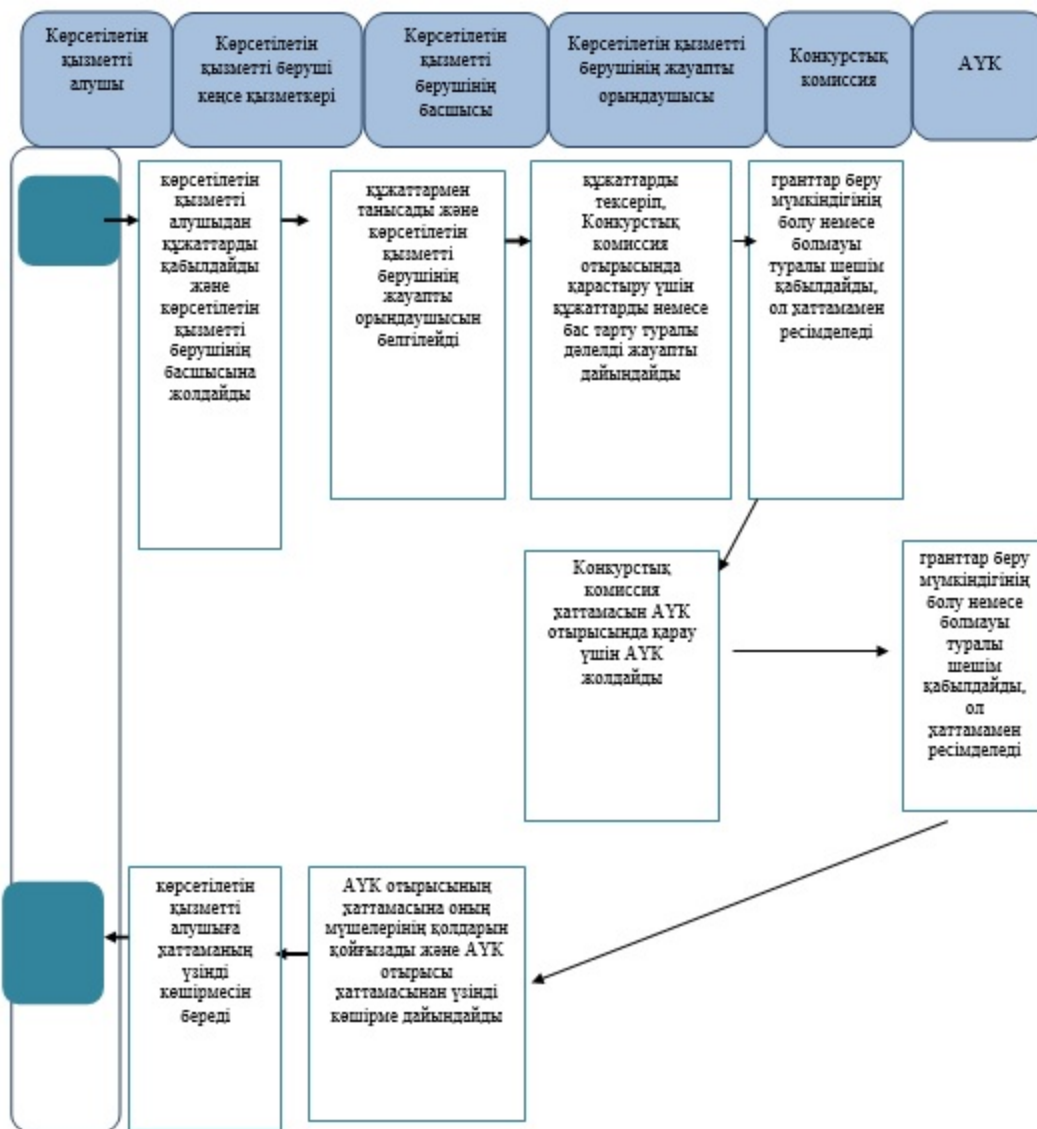 Көрсетілетін
қызметті
алушы
Көрсетілетін
қызметті беруші
кеңсе қызметкері
Көрсетілетін
қызметті
берушінің
басшысы
Көрсетілетін қызметті
берушінің жауапты
орындаушысы
Конкурстық
комиссия
АҮК
көрсетілетін
қызметті
алушыдан
құжаттарды
қабылдайды
және
көрсетілетін
қызметті
берушінің
басшысына
жолдайды
құжаттармен
танысады және
көрсетілетін
қызметті
берушінің
жауапты
орындаушысын
белгілейді
құжаттарды
тексеріп,
Конкурстық
комиссия
отырысында
қарастыру үшін
құжаттарды немесе
бас тарту туралы
дәлелді жауапты
дайындайды
гранттар беру
мүмкіндігінің
болу немесе
болмауы
туралы шешім
қабылдайды,
ол хаттамамен
ресімделеді
Конкурстық
комиссия
хаттамасын АҮК
отырысында қарау
үшін АҮК
жолдайды
гранттар беру
мүмкіндігінің
болу немесе
болмауы
туралы
шешім
қабылдайды,
ол
хаттамамен
ресімделеді
көрсетілетін
қызметті
алушыға
хаттаманың
үзінді
көшірмесін
береді
АҮК отырысының
хаттамасына оның
мүшелерінің қолдарын
қойғызады және АҮК
отырысы
хаттамасынан үзінді
көшірме дайындайды